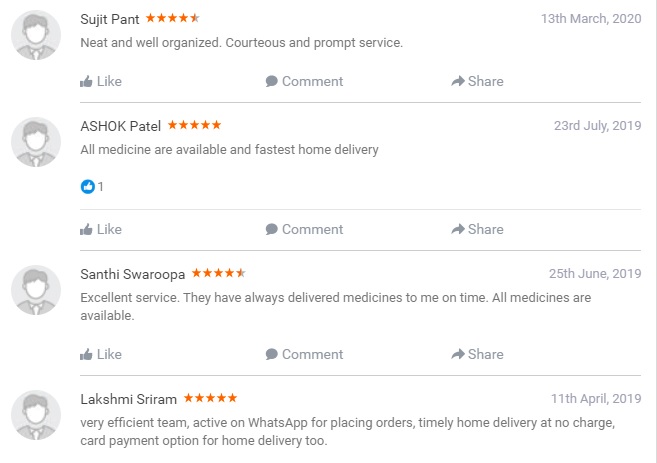 Sujit Pant 13th March, 2020
Neat and well organized. Courteous and prompt service.
Like Comment Share
ASHOK Patel 23rd July, 2019
All medicine are available and fastest home delivery
1
Like Comment Share
Santhi Swaroopa 25th June, 2019
Excellent service. They have always delivered medicines to me on time. All medicines are
available.
Like Comment Share
Lakshmi Sriram 11th April, 2019
very efficient team, active on WhatsApp for placing orders, timely home delivery at no charge,
card payment option for home delivery too.